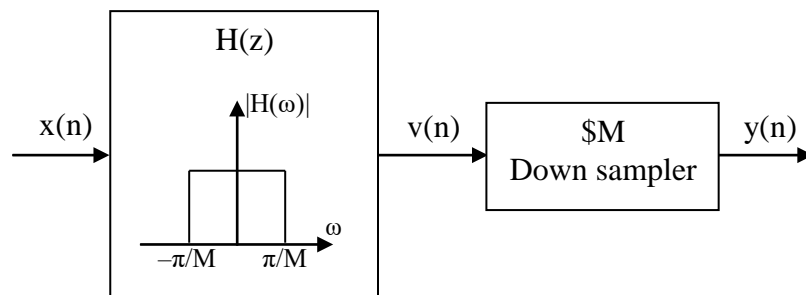 H(z)
|H(ω)|
x(n)
v(n)
$M
Down sampler
y(n)
ω
–π/M
π/M